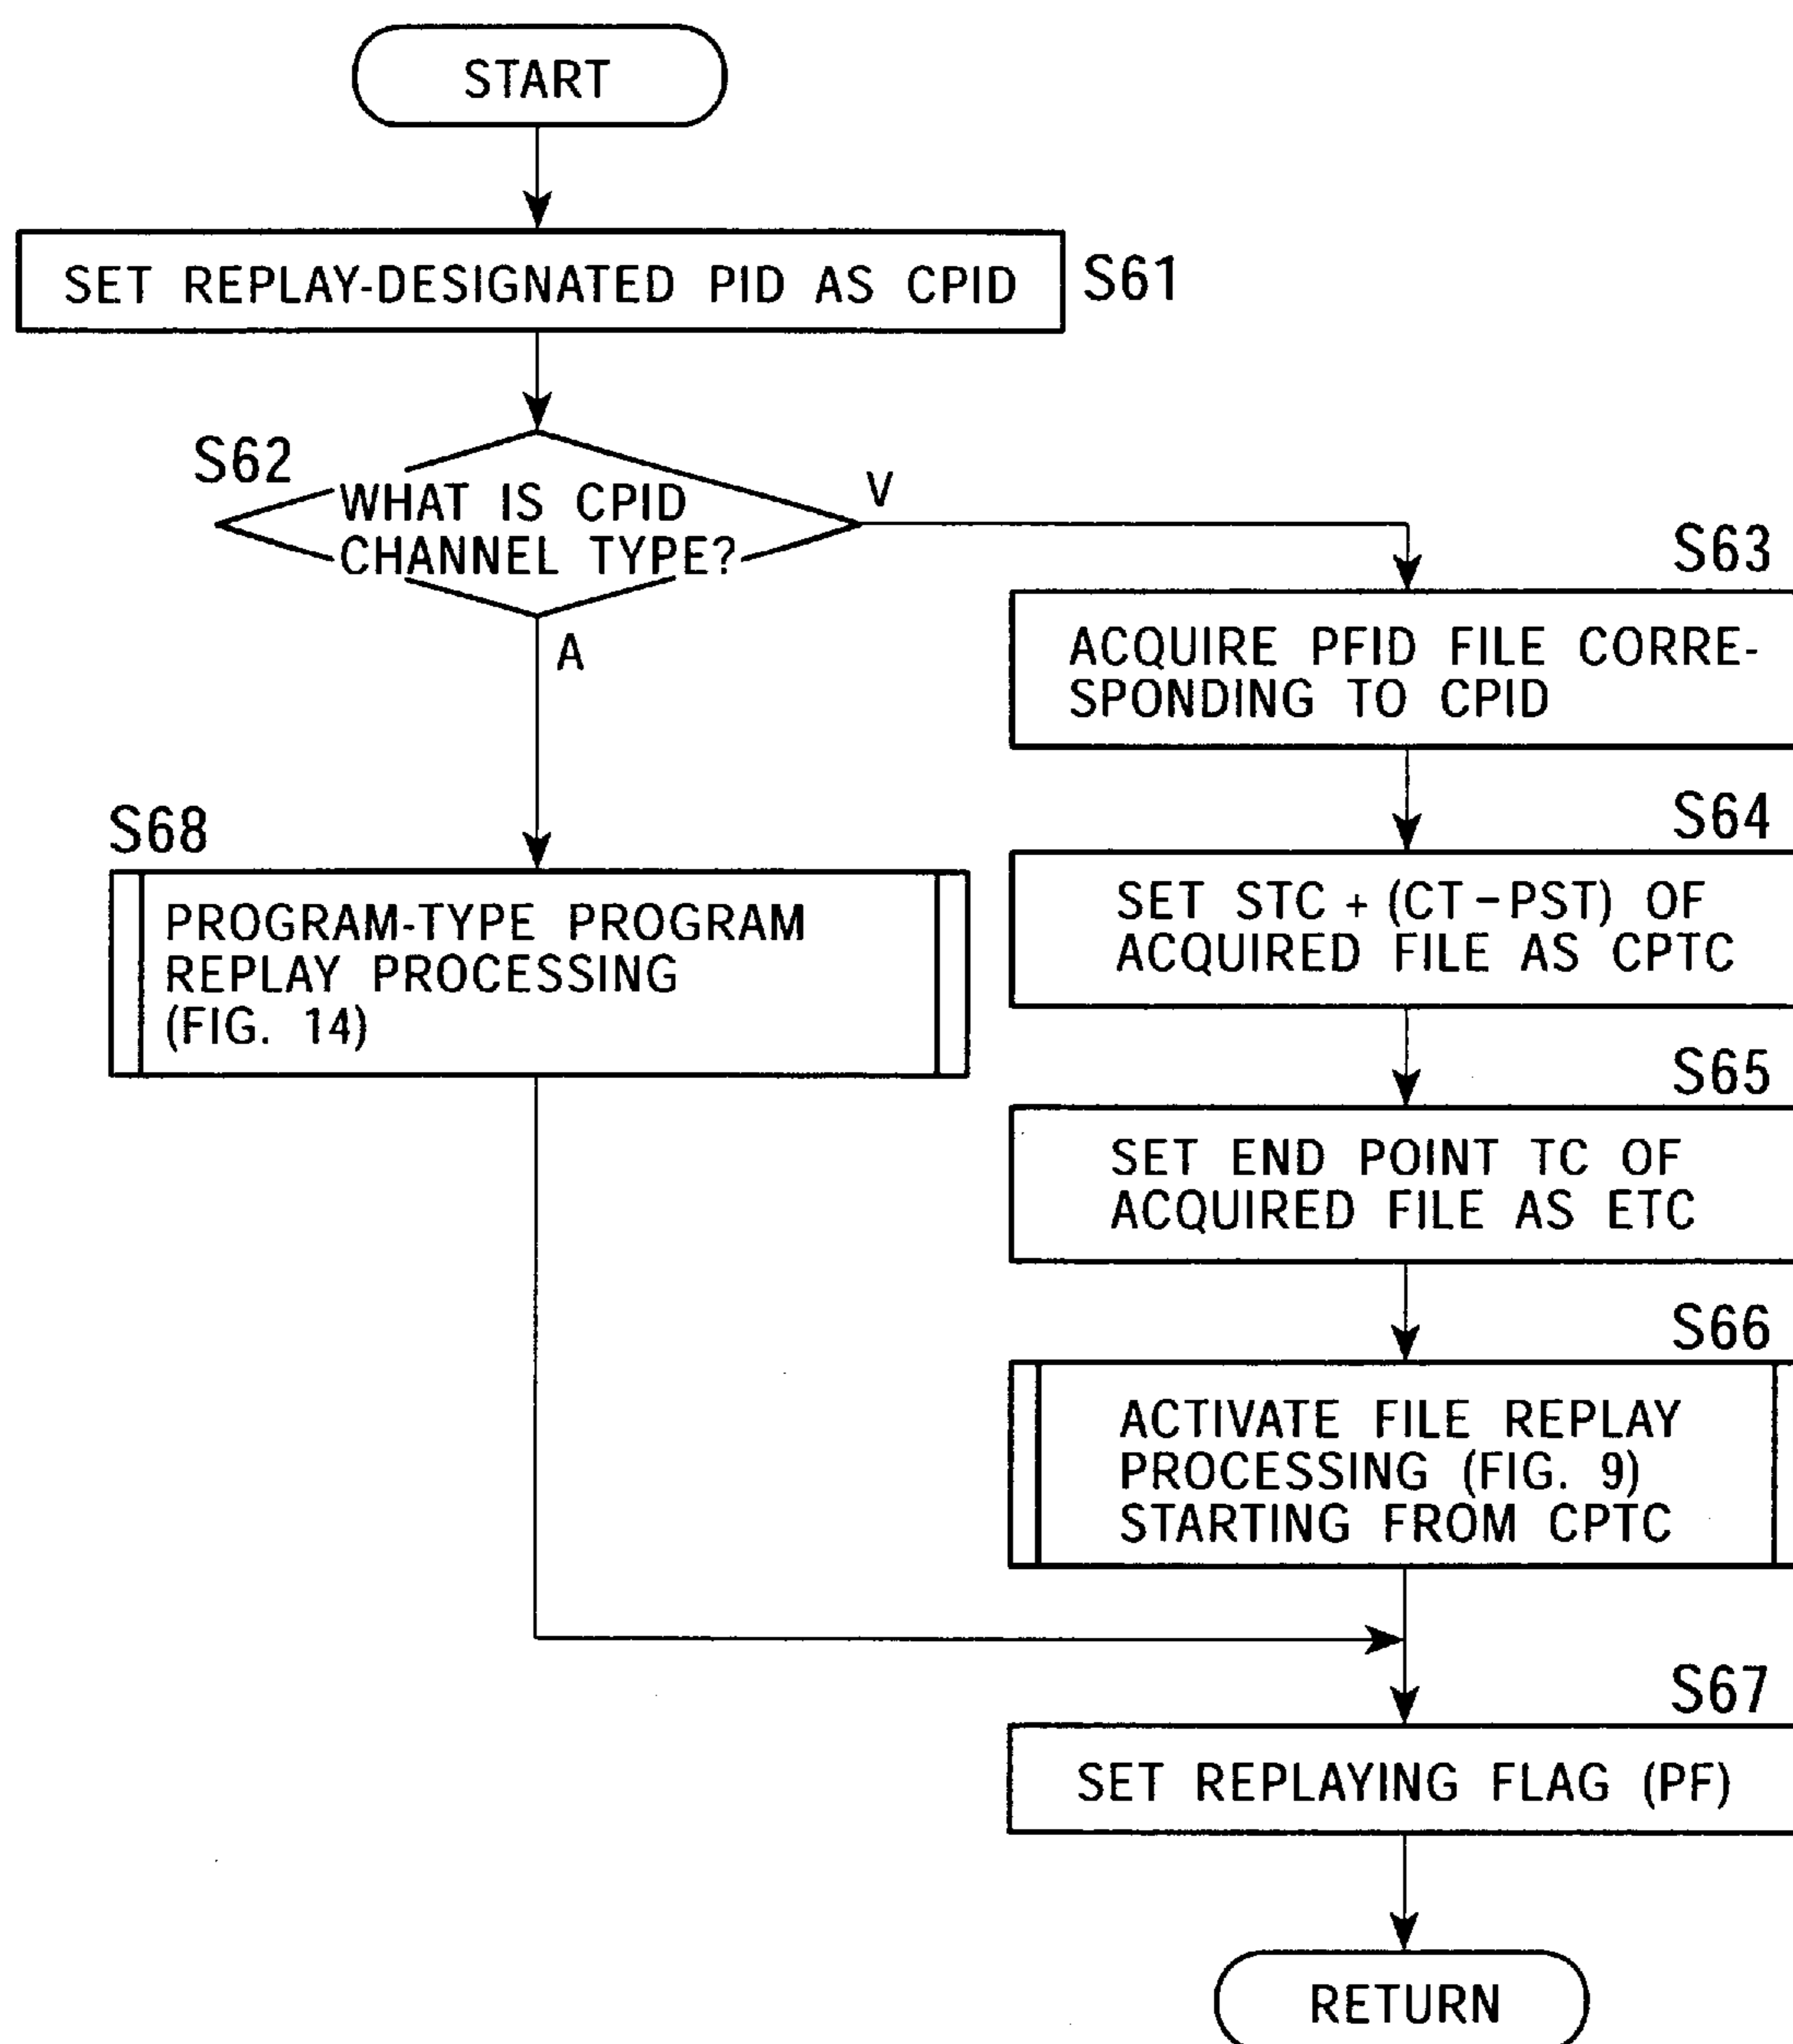 START
SET REPLAY-DESIGNATED PID AS CPID
S61
S62
WHAT IS CPID
CHANNEL TYPE?
V
A
S63
ACQUIRE PFID FILE CORRE-
SPONDING TO CPID
S64
SET STC + (CT – PST) OF
ACQUIRED FILE AS CPTC
S65
SET END POINT TC OF
ACQUIRED FILE AS ETC
S66
ACTIVATE FILE REPLAY
PROCESSING (FIG. 9)
STARTING FROM CPTC
S68
PROGRAM-TYPE PROGRAM
REPLAY PROCESSING
(FIG. 14)
S67
SET REPLAYING FLAG (PF)
RETURN